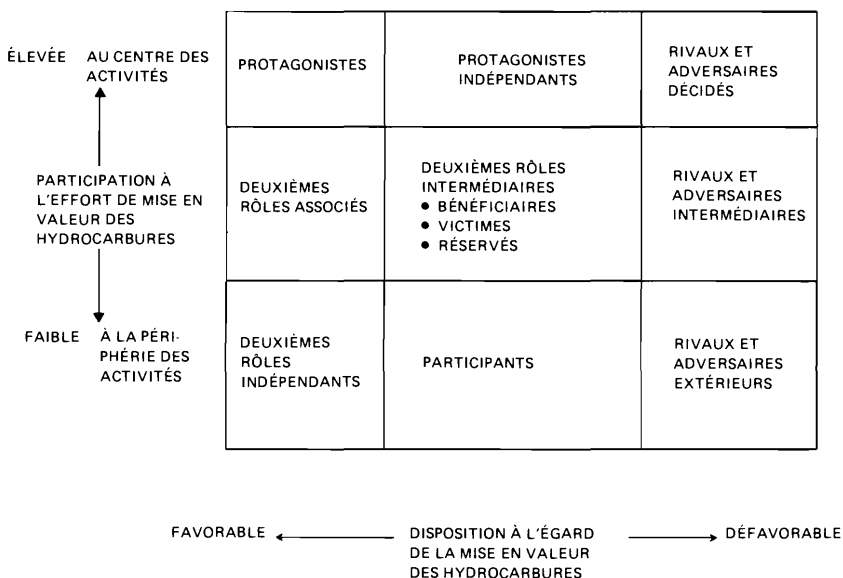 ÉLEVÉE AU CENTRE DES
ACTIVITÉS
PROTAGONISTES
PROTAGONISTES
INDÉPENDANTS
RIVAUX ET
ADVERSAIRES
DÉCIDÉS
PARTICIPATION À
L'EFFORT DE MISE EN
VALEUR DES
HYDROCARBURES
DEUXIÈMES
RÔLES ASSOCIÉS
DEUXIÈMES RÔLES
INTERMÉDIAIRES
● BÉNÉFICIAIRES
● VICTIMES
● RÉSERVÉS
RIVAUX ET
ADVERSAIRES
INTERMÉDIAIRES
FAIBLE À LA PÉRI-
PHÉRIE DES
ACTIVITÉS
DEUXIÈMES
RÔLES
INDÉPENDANTS
PARTICIPANTS
RIVAUX ET
ADVERSAIRES
EXTÉRIEURS
FAVORABLE
DISPOSITION À L'ÉGARD
DE LA MISE EN VALEUR
DES HYDROCARBURES
DÉFAVORABLE